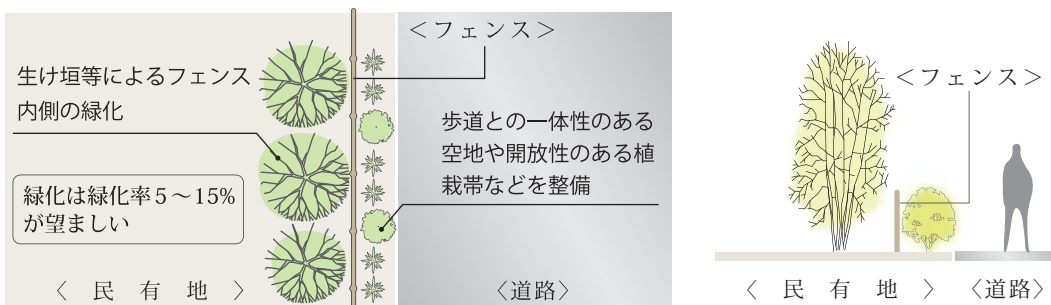 ＜フェンス＞
生け垣等によるフェンス
内側の緑化
歩道との一体性のある
空地や開放性のある植
栽帯などを整備
緑化は緑化率５～15%
が望ましい
〈 民 有 地 〉
〈道路〉
＜フェンス＞
〈 民 有 地 〉
〈道路〉